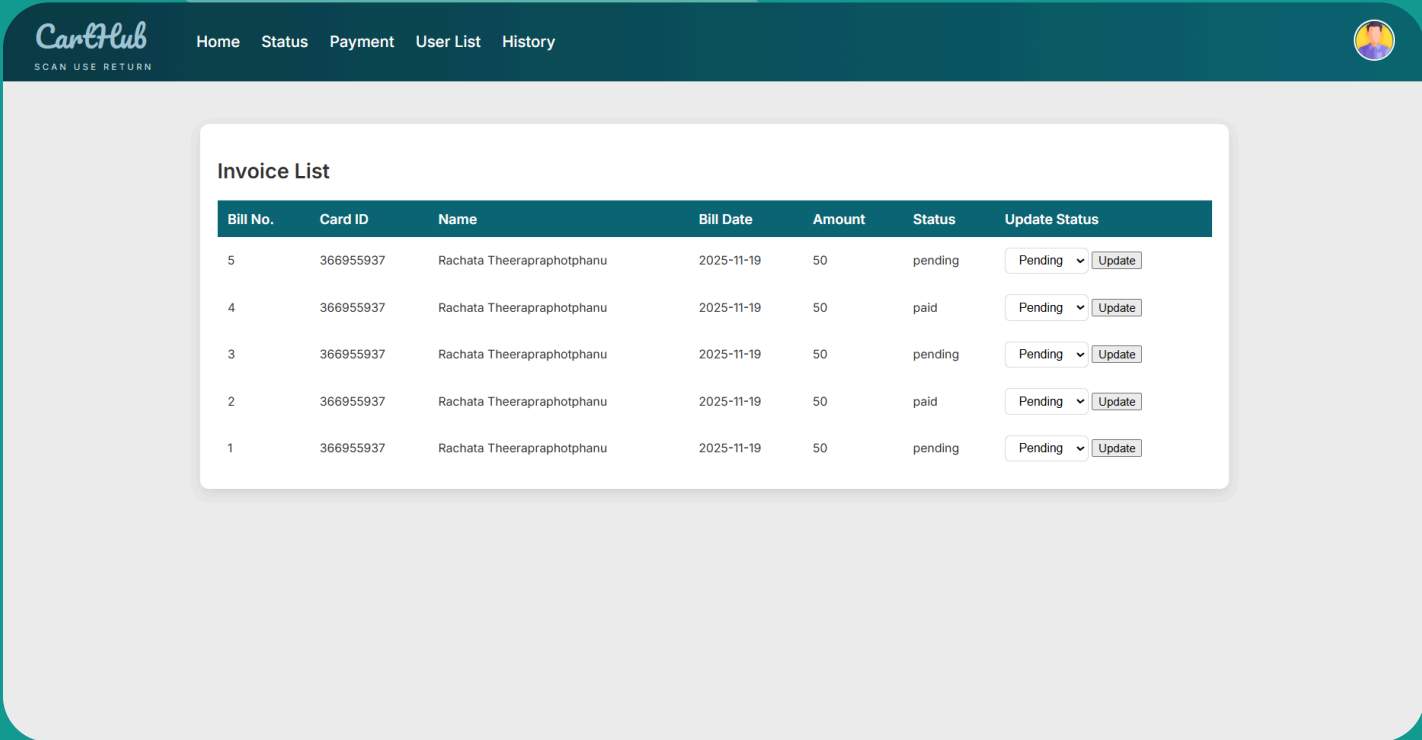 CartHub
SCAN USE RETURN
Home Status Payment User List History
Invoice List
Bill No. Card ID Name Bill Date Amount Status Update Status
5 366955937 Rachata Theerapraphotphanu 2025-11-19 50 pending Pending Update
4 366955937 Rachata Theerapraphotphanu 2025-11-19 50 paid Pending Update
3 366955937 Rachata Theerapraphotphanu 2025-11-19 50 pending Pending Update
2 366955937 Rachata Theerapraphotphanu 2025-11-19 50 paid Pending Update
1 366955937 Rachata Theerapraphotphanu 2025-11-19 50 pending Pending Update